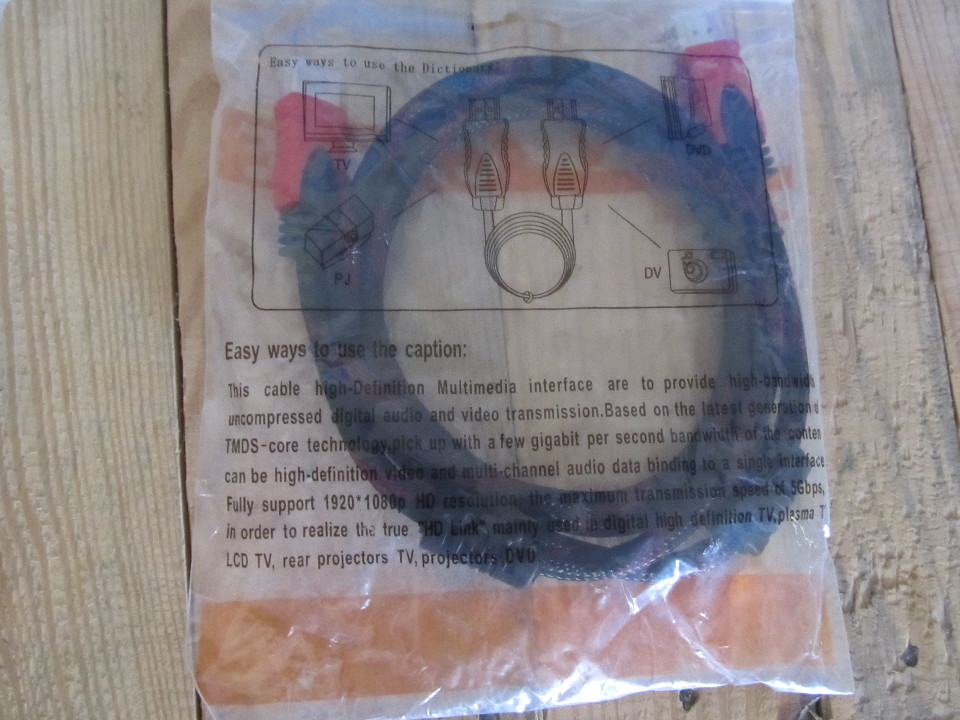 Easy ways to use the Dictionary
TV
DVD
PJ
DV
Easy ways to use the caption:
This cable high-Definition Multimedia interface are to provide high-bandwidth
uncompressed digital audio and video transmission.Based on the latest generation
TMDS-core technology,pick up with a few gigabit per second bandwidth of the conten
can be high-definition video and multi-channel audio data binding to a single interface
Fully support 1920*1080p HD resolution, the maximum transmission speed of 5Gbps,
in order to realize the true "HD Link", mainly used in digital high definition TV,plasma T
LCD TV, rear projectors TV, projectors,DVD